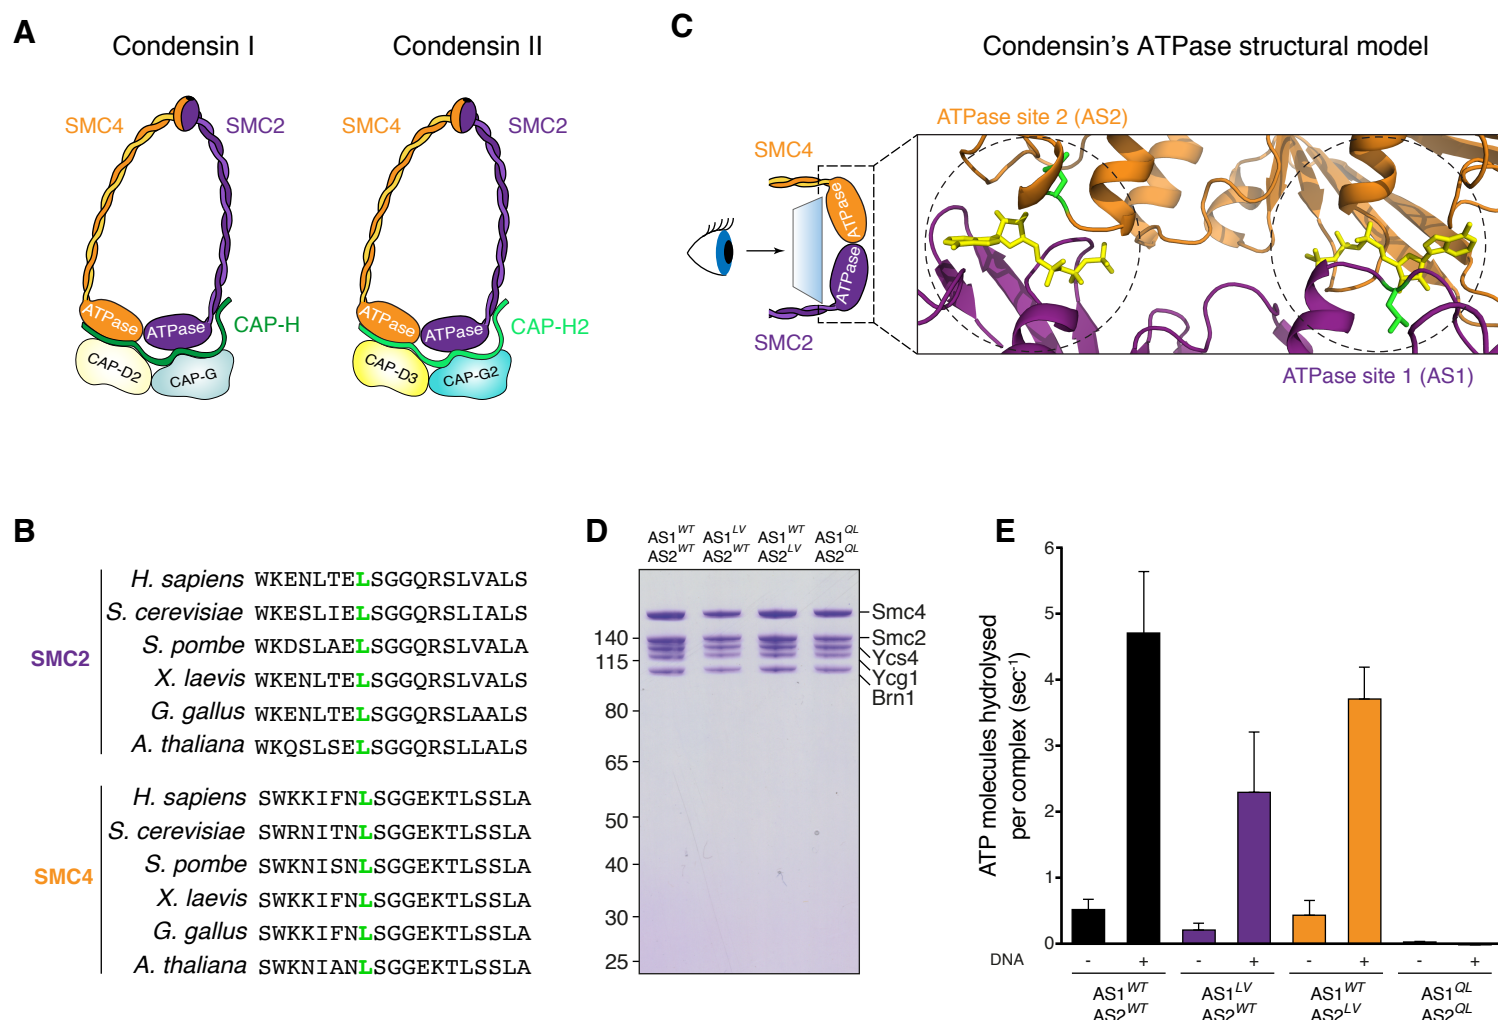 A
Condensin I
Condensin II
SMC4
SMC2
SMC4
SMC2
ATPase
ATPase
CAP-H
CAP-D2
CAP-G
ATPase
ATPase
CAP-H2
CAP-D3
CAP-G2
C
Condensin's ATPase structural model
ATPase site 2 (AS2)
SMC4
ATPase
ATPase
SMC2
ATPase site 1 (AS1)
B
SMC2
H. sapiens WKENLTELSGGQRSLVALS
S. cerevisiae WKESLIELSGGQRSLIALS
S. pombe WKDSLAELSGGQRSLVALA
X. laevis WKENLTELSGGQRSLVALS
G. gallus WKENLTELSGGQRSLAALS
A. thaliana WKQSLSELSGGQRSLLALS
SMC4
H. sapiens SWKKIFNLSGGEKTLSSLA
S. cerevisiae SWRNITNLSGGEKTLSSLA
S. pombe SWKNISNLSGGEKTLSSLA
X. laevis SWKKIFNLSGGEKTLSSLA
G. gallus SWKKIFNLSGGEKTLSSLA
A. thaliana SWKNIANLSGGEKTLSSLA
D
AS1WT AS1LV AS1WT AS1QL
AS2WT AS2WT AS2LV AS2QL
Smc4
Smc2
Ycs4
Ycg1
Brn1
140
115
80
65
50
40
30
25
E
ATP molecules hydrolysed
per complex (sec-1)
6
5
4
3
2
1
0
DNA - + - + - + - +
AS1WT AS1LV AS1WT AS1QL
AS2WT AS2WT AS2LV AS2QL